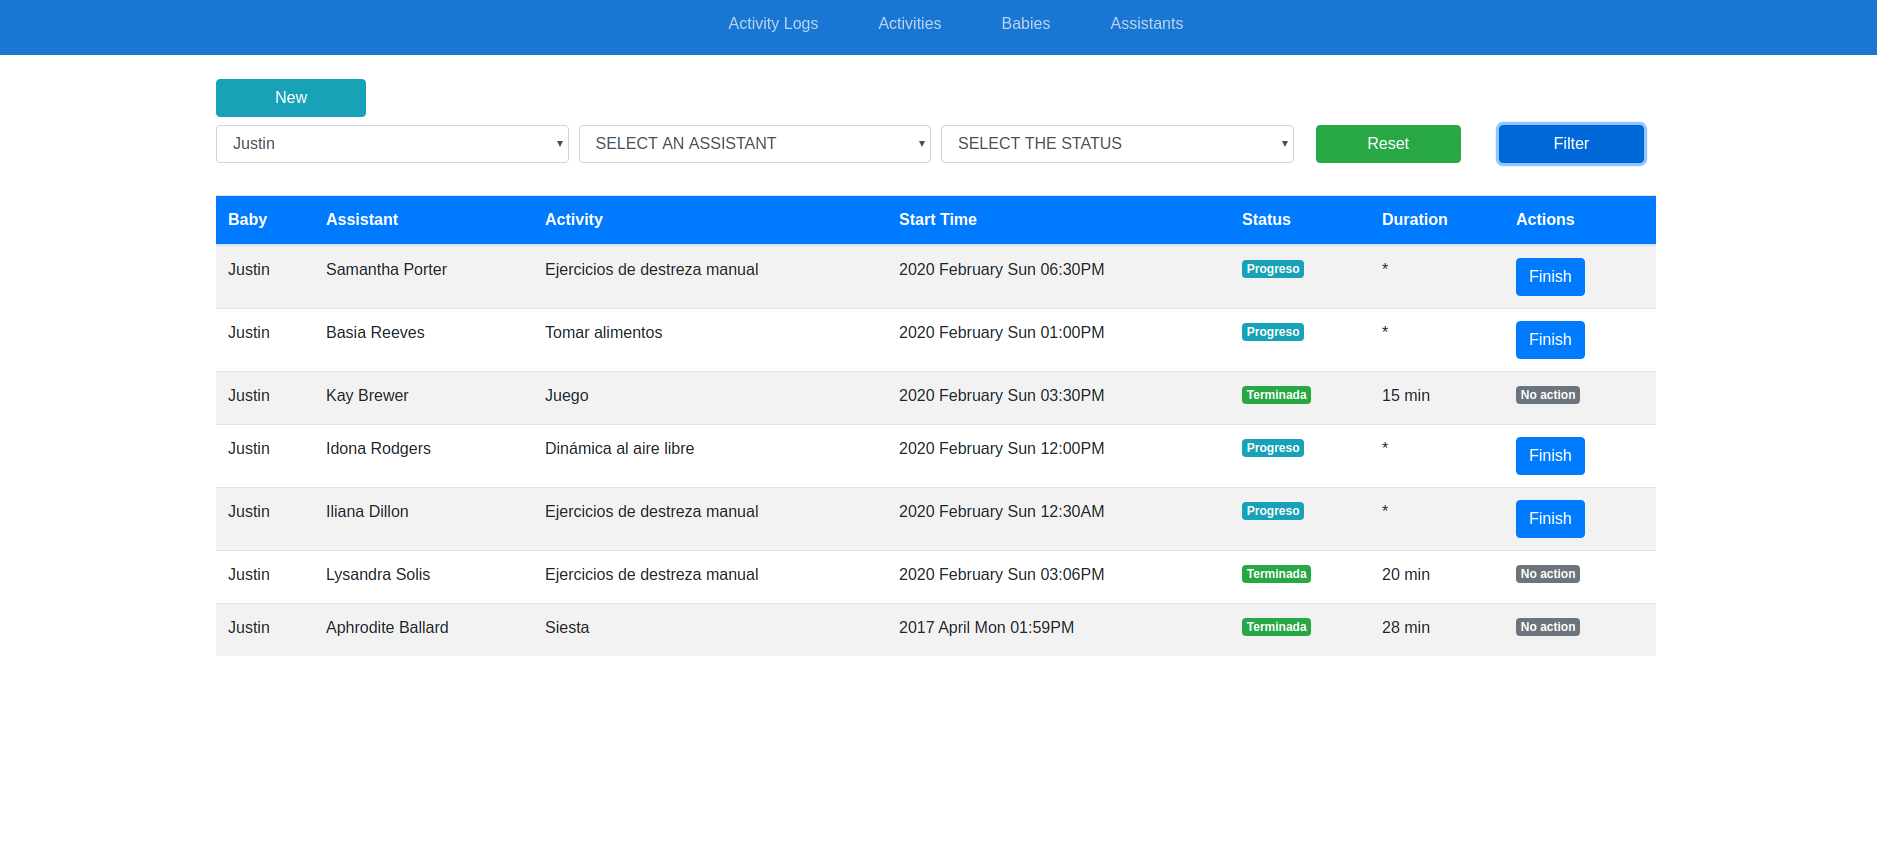 Activity Logs Activities Babies Assistants
New
Justin SELECT AN ASSISTANT SELECT THE STATUS Reset Filter
Baby Assistant Activity Start Time Status Duration Actions
Justin Samantha Porter Ejercicios de destreza manual 2020 February Sun 06:30PM Progreso * Finish
Justin Basia Reeves Tomar alimentos 2020 February Sun 01:00PM Progreso * Finish
Justin Kay Brewer Juego 2020 February Sun 03:30PM Terminada 15 min No action
Justin Idona Rodgers Dinámica al aire libre 2020 February Sun 12:00PM Progreso * Finish
Justin Iliana Dillon Ejercicios de destreza manual 2020 February Sun 12:30AM Progreso * Finish
Justin Lysandra Solis Ejercicios de destreza manual 2020 February Sun 03:06PM Terminada 20 min No action
Justin Aphrodite Ballard Siesta 2017 April Mon 01:59PM Terminada 28 min No action